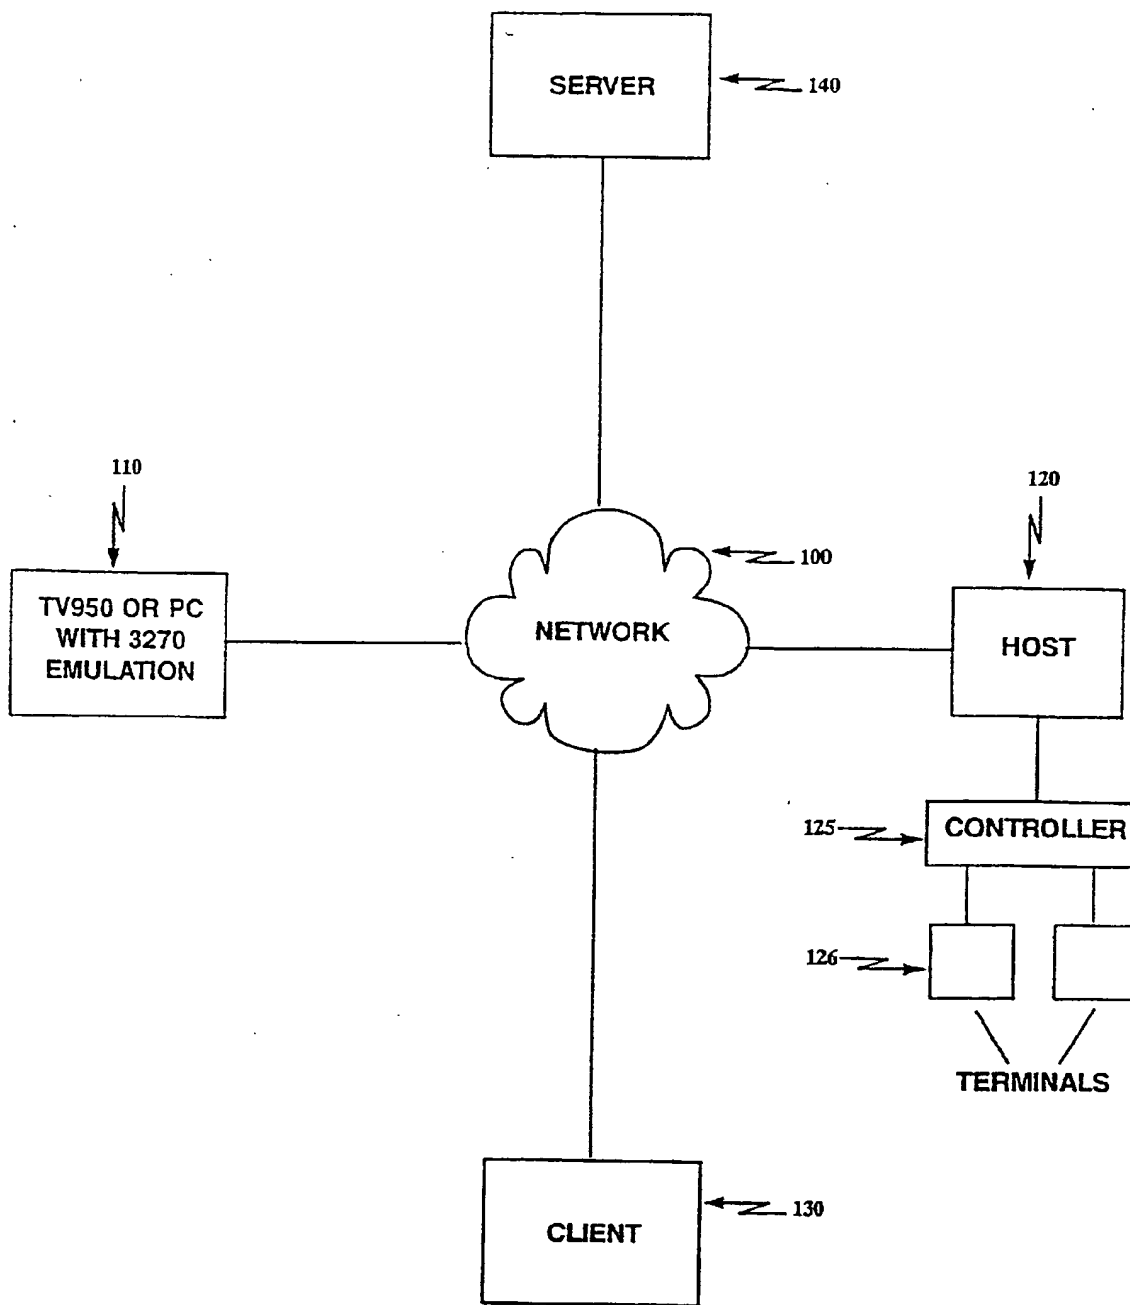 SERVER
140
110
120
100
TV950 OR PC
WITH 3270
EMULATION
NETWORK
HOST
125
CONTROLLER
126
TERMINALS
130
CLIENT